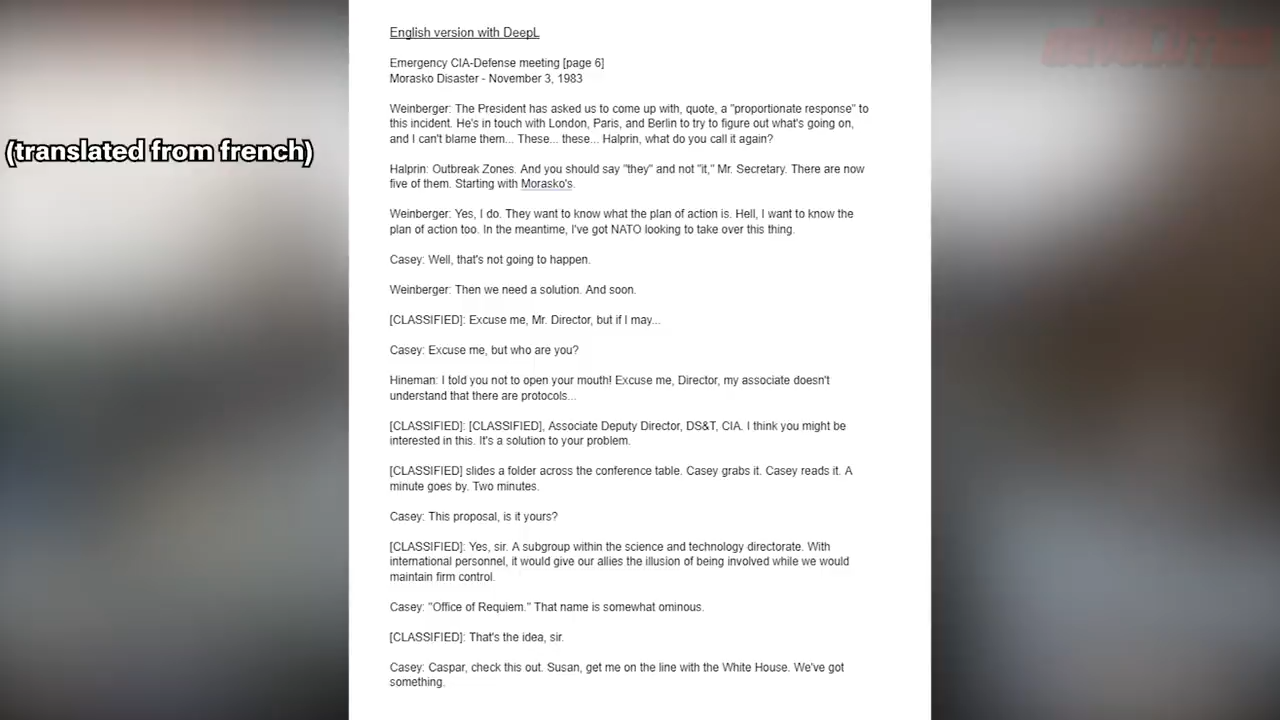 English version with DeepL
Emergency CIA-Defense meeting [page 6]
Morasko Disaster - November 3, 1983
Weinberger: The President has asked us to come up with, quote, a "proportionate response" to
this incident. He's in touch with London, Paris, and Berlin to try to figure out what's going on,
and I can't blame them... These... these... Halprin, what do you call it again?
(translated from french)
Halprin: Outbreak Zones. And you should say "they" and not "it," Mr. Secretary. There are now
five of them. Starting with Morasko's.
Weinberger: Yes, I do. They want to know what the plan of action is. Hell, I want to know the
plan of action too. In the meantime, I've got NATO looking to take over this thing.
Casey: Well, that's not going to happen.
Weinberger: Then we need a solution. And soon.
[CLASSIFIED]: Excuse me, Mr. Director, but if I may...
Casey: Excuse me, but who are you?
Hineman: I told you not to open your mouth! Excuse me, Director, my associate doesn't
understand that there are protocols...
[CLASSIFIED]: [CLASSIFIED], Associate Deputy Director, DS&T, CIA. I think you might be
interested in this. It's a solution to your problem.
[CLASSIFIED] slides a folder across the conference table. Casey grabs it. Casey reads it. A
minute goes by. Two minutes.
Casey: This proposal, is it yours?
[CLASSIFIED]: Yes, sir. A subgroup within the science and technology directorate. With
international personnel, it would give our allies the illusion of being involved while we would
maintain firm control.
Casey: "Office of Requiem." That name is somewhat ominous.
[CLASSIFIED]: That's the idea, sir.
Casey: Caspar, check this out. Susan, get me on the line with the White House. We've got
something.